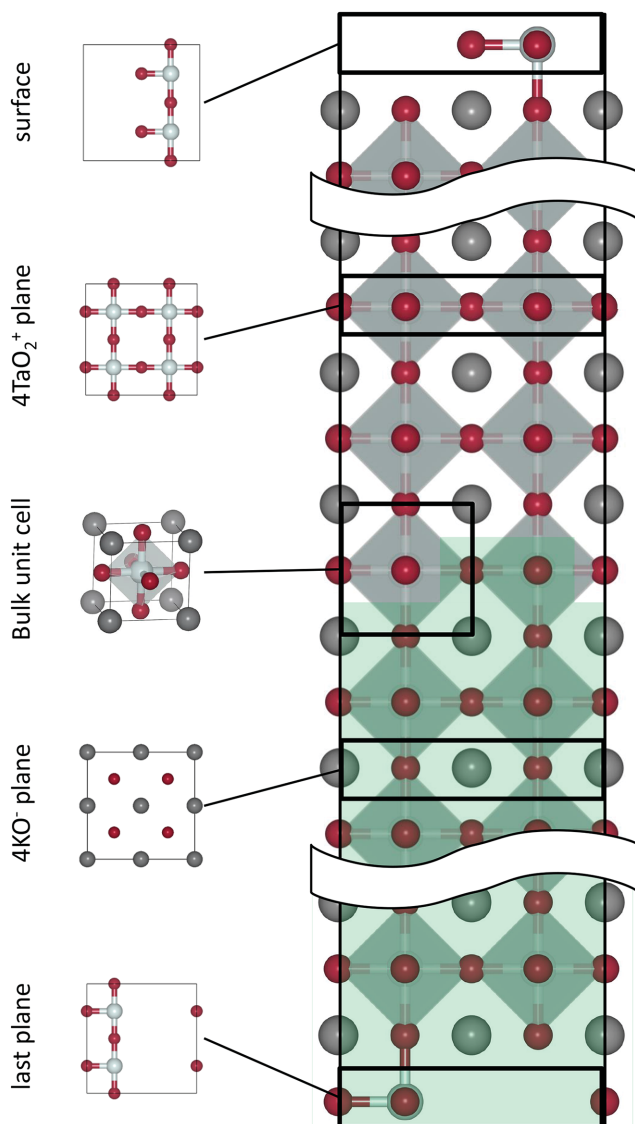 surface
4TaO₂⁺ plane
Bulk unit cell
4KO⁻ plane
last plane